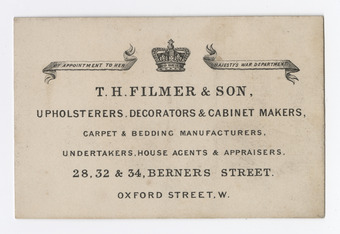 BY APPOINTMENT TO HER MAJESTY'S WAR DEPARTMENT
T.H. FILMER & SON,
UPHOLSTERERS, DECORATORS & CABINET MAKERS,
CARPET & BEDDING MANUFACTURERS,
UNDERTAKERS, HOUSE AGENTS & APPRAISERS.
28, 32 & 34, BERNERS STREET.
OXFORD STREET, W.